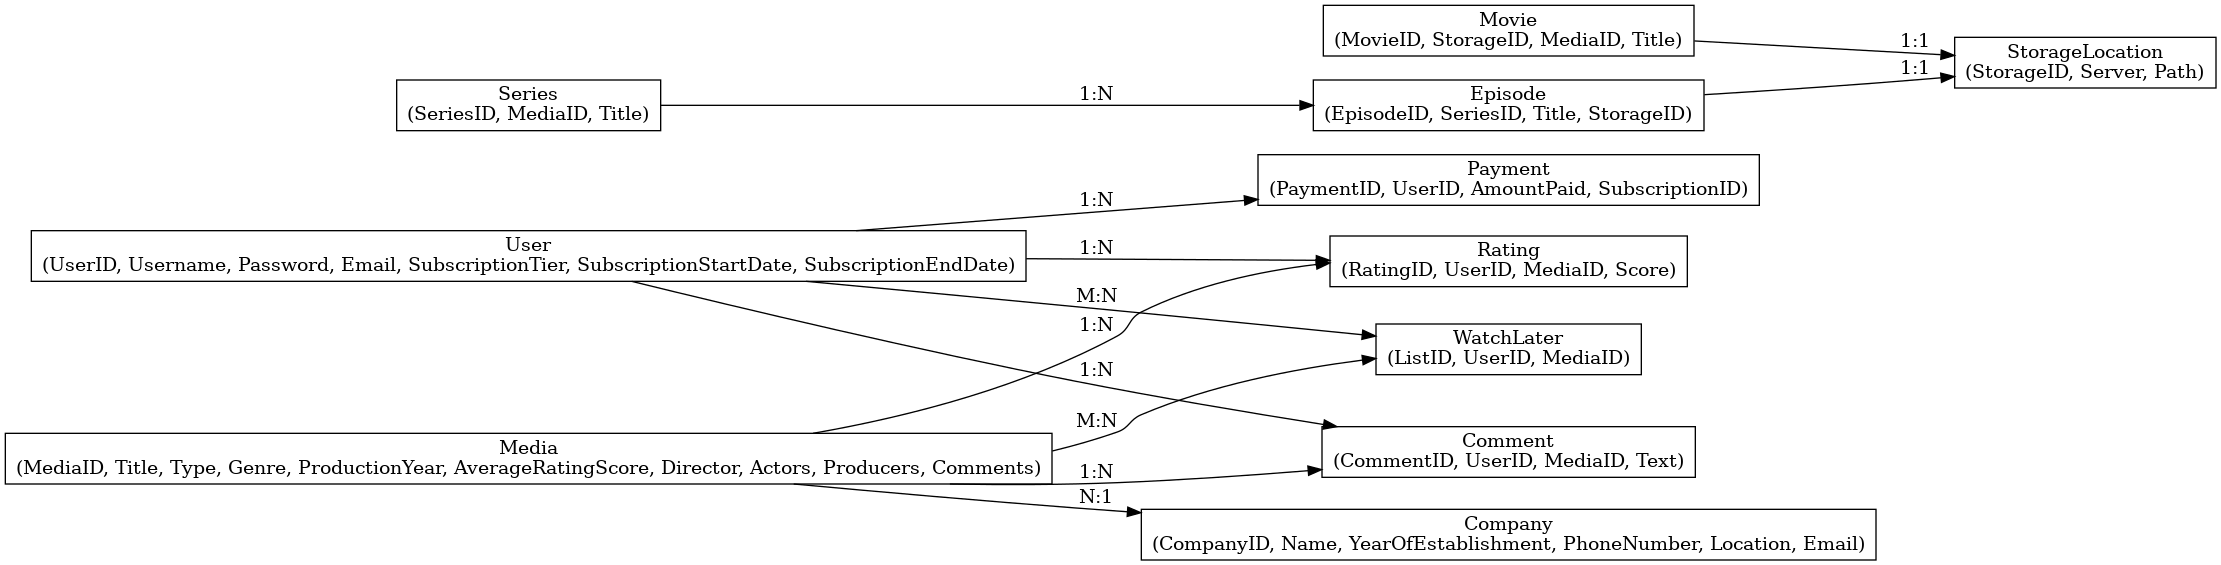 Movie
(MovieID, StorageID, MediaID, Title)
1:1
StorageLocation
(StorageID, Server, Path)
Series
(SeriesID, MediaID, Title)
1:N
Episode
(EpisodeID, SeriesID, Title, StorageID)
1:1
Payment
(PaymentID, UserID, AmountPaid, SubscriptionID)
1:N
User
(UserID, Username, Password, Email, SubscriptionTier, SubscriptionStartDate, SubscriptionEndDate)
1:N
Rating
(RatingID, UserID, MediaID, Score)
M:N
1:N
WatchLater
(ListID, UserID, MediaID)
1:N
M:N
Media
(MediaID, Title, Type, Genre, ProductionYear, AverageRatingScore, Director, Actors, Producers, Comments)
Comment
(CommentID, UserID, MediaID, Text)
1:N
N:1
Company
(CompanyID, Name, YearOfEstablishment, PhoneNumber, Location, Email)